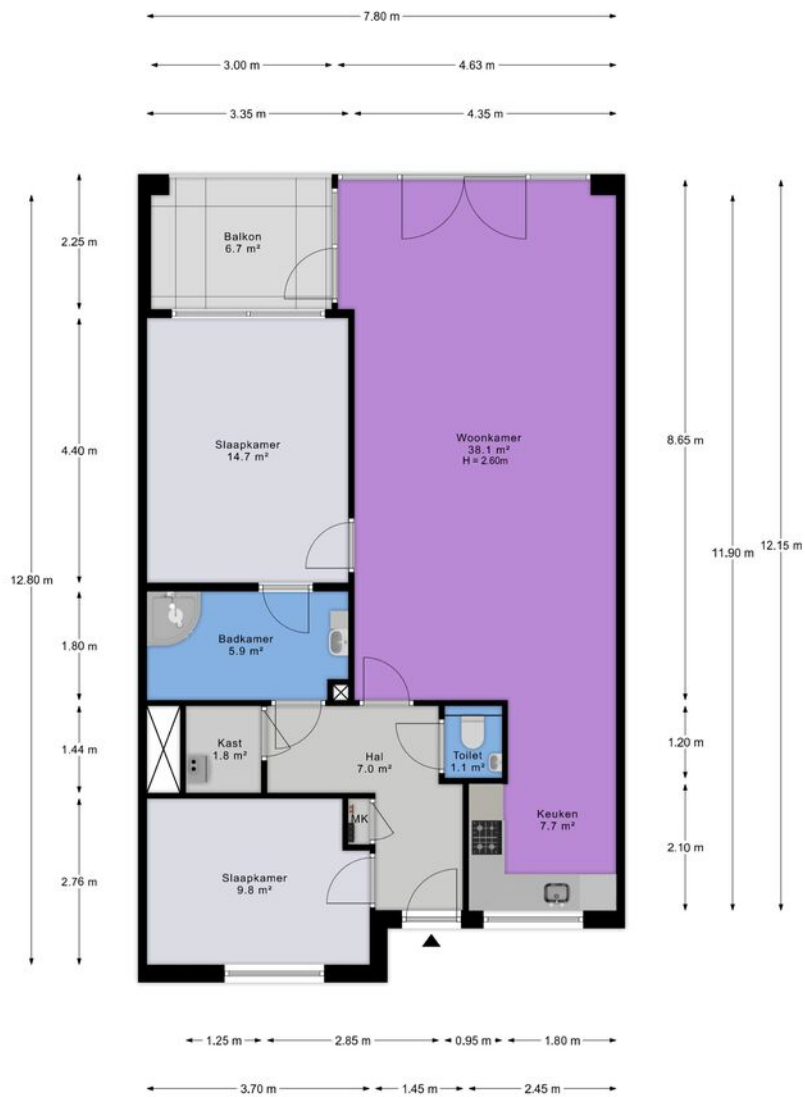 7.80 m
3.00 m
4.63 m
3.35 m
4.35 m
Balkon
6.7 m²
2.25 m
Slaapkamer
14.7 m²
4.40 m
Woonkamer
38.1 m²
H = 2.60m
8.65 m
11.90 m
12.15 m
12.80 m
Badkamer
5.9 m²
1.80 m
Kast
1.8 m²
1.44 m
Hal
7.0 m²
Toilet
1.1 m²
1.20 m
MK
Keuken
7.7 m²
2.10 m
Slaapkamer
9.8 m²
2.76 m
1.25 m
2.85 m
0.95 m
1.80 m
3.70 m
1.45 m
2.45 m